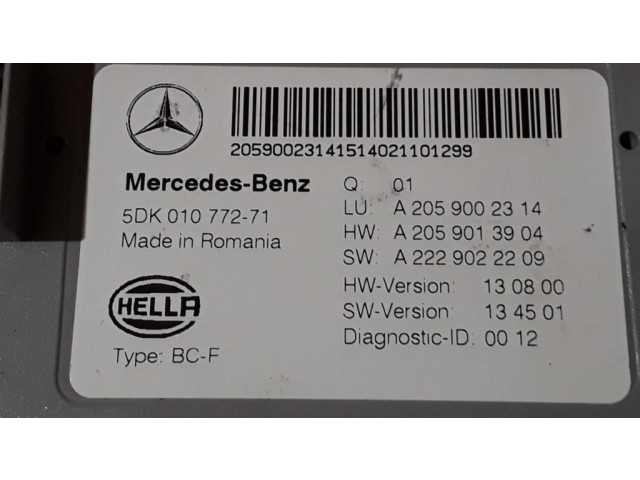 205900231415140211011299
Mercedes-Benz
5DK 010 772-71
Made in Romania
HELLA
Type: BC-F
Q: 01
LU: A 205 900 23 14
HW: A 205 901 39 04
SW: A 222 902 22 09
HW-Version: 13 08 00
SW-Version: 13 45 01
Diagnostic-ID: 00 12